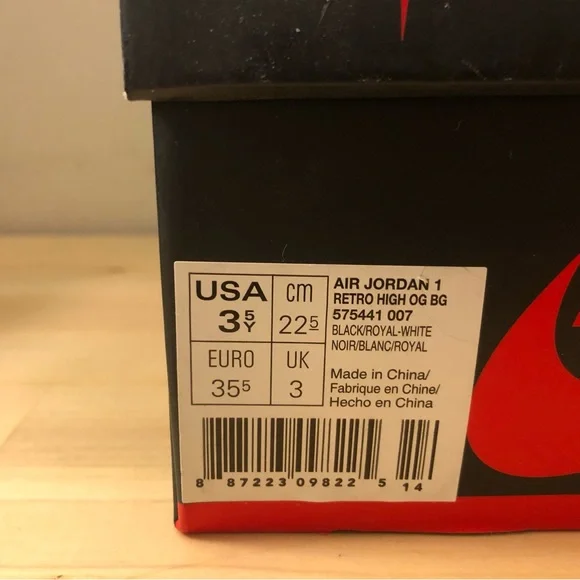 USA
3 5Y
cm
22 5
EURO
35 5
UK
3
AIR JORDAN 1
RETRO HIGH OG BG
575441 007
BLACK/ROYAL-WHITE
NOIR/BLANC/ROYAL
Made in China/
Fabrique en Chine/
Hecho en China
8 87223 09822 5 14